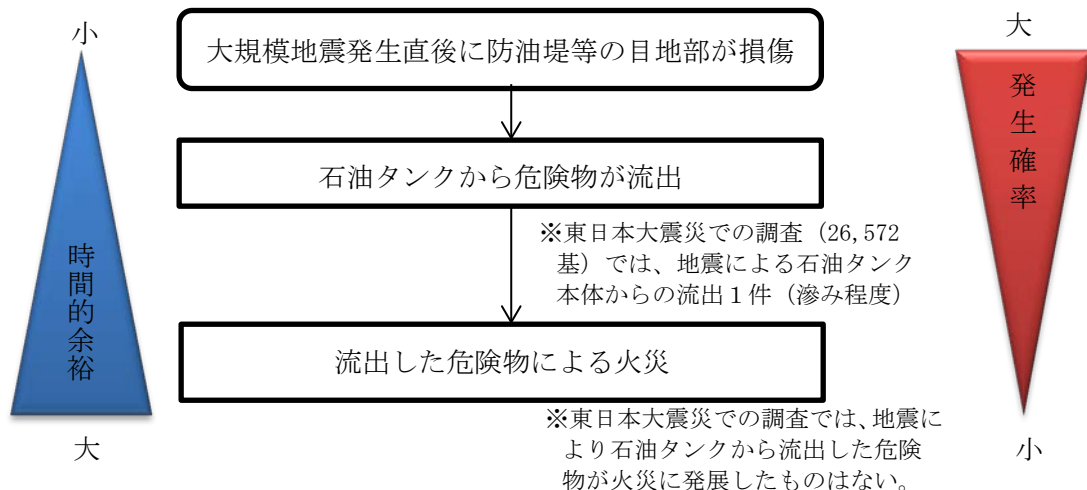 小
大規模地震発生直後に防油堤等の目地部が損傷
大
発生確率
石油タンクから危険物が流出
※東日本大震災での調査（26,572
基）では、地震による石油タンク
本体からの流出１件（滲み程度）
時間的余裕
流出した危険物による火災
大
※東日本大震災での調査では、地震に
より石油タンクから流出した危険
物が火災に発展したものはない。
小